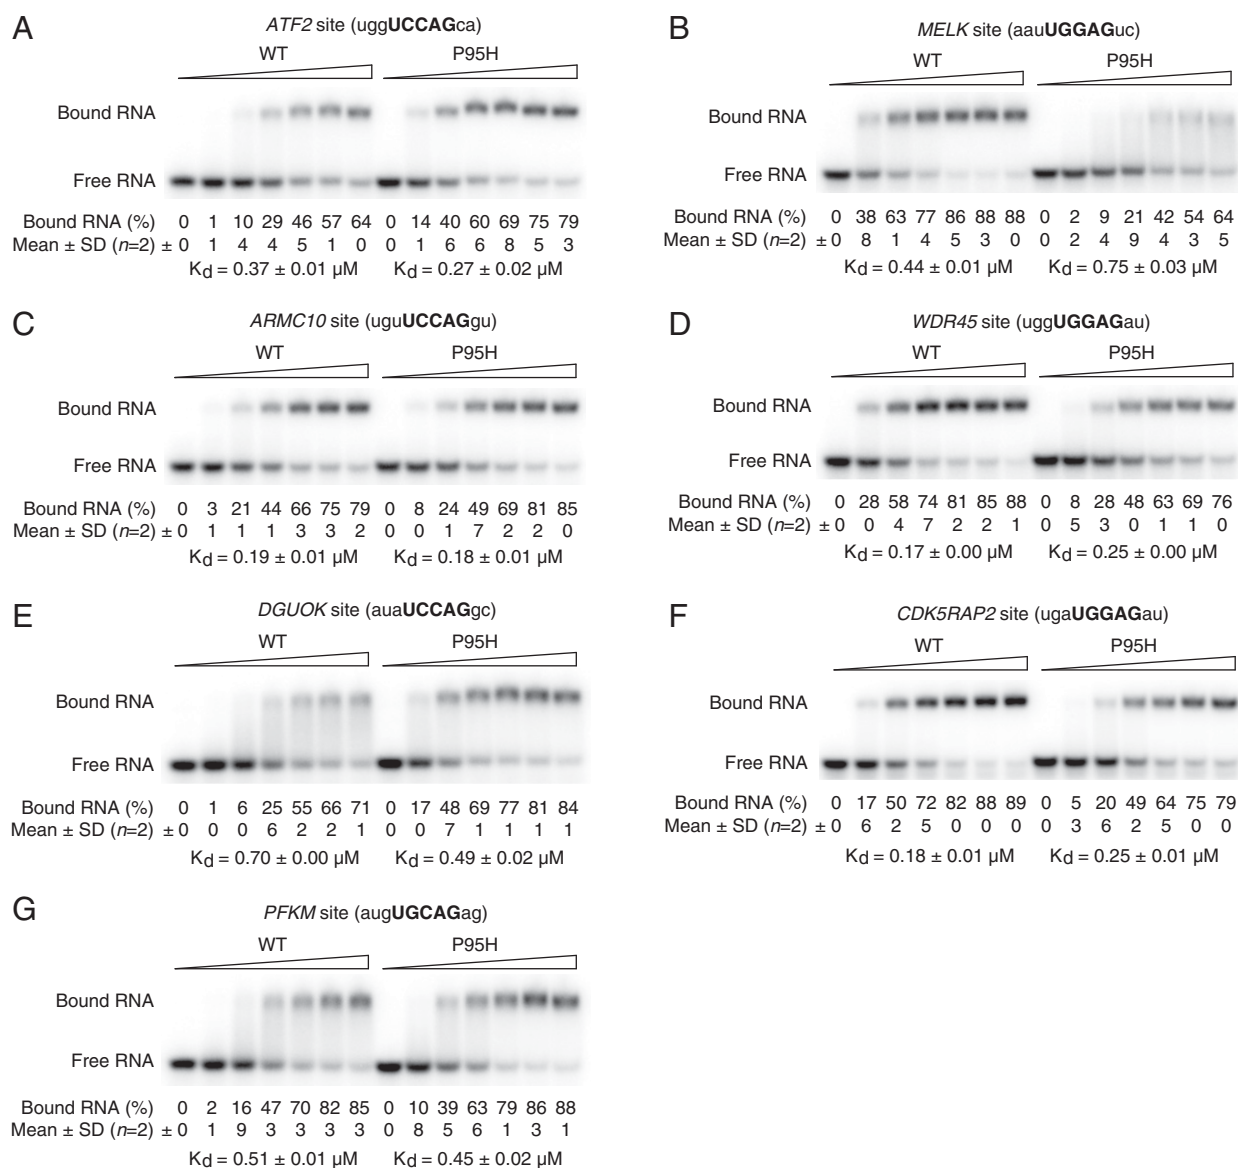 A
ATF2 site (uggUCCAGca)
WT P95H
Bound RNA
Free RNA
Bound RNA (%) 0 1 10 29 46 57 64 0 14 40 60 69 75 79
Mean ± SD (n=2) ± 0 1 4 4 5 1 0 0 1 6 6 8 5 3
Kd = 0.37 ± 0.01 µM Kd = 0.27 ± 0.02 µM
B
MELK site (aauUGGAGuc)
WT P95H
Bound RNA
Free RNA
Bound RNA (%) 0 38 63 77 86 88 88 0 2 9 21 42 54 64
Mean ± SD (n=2) ± 0 8 1 4 5 3 0 0 2 4 9 4 3 5
Kd = 0.44 ± 0.01 µM Kd = 0.75 ± 0.03 µM
C
ARMC10 site (uguUCCAGgu)
WT P95H
Bound RNA
Free RNA
Bound RNA (%) 0 3 21 44 66 75 79 0 8 24 49 69 81 85
Mean ± SD (n=2) ± 0 1 1 1 3 3 2 0 0 1 7 2 2 0
Kd = 0.19 ± 0.01 µM Kd = 0.18 ± 0.01 µM
D
WDR45 site (uggUGGAGau)
WT P95H
Bound RNA
Free RNA
Bound RNA (%) 0 28 58 74 81 85 88 0 8 28 48 63 69 76
Mean ± SD (n=2) ± 0 0 4 7 2 2 1 0 5 3 0 1 1 0
Kd = 0.17 ± 0.00 µM Kd = 0.25 ± 0.00 µM
E
DGUOK site (auaUCCAGgc)
WT P95H
Bound RNA
Free RNA
Bound RNA (%) 0 1 6 25 55 66 71 0 17 48 69 77 81 84
Mean ± SD (n=2) ± 0 0 0 6 2 2 1 0 0 7 1 1 1 1
Kd = 0.70 ± 0.00 µM Kd = 0.49 ± 0.02 µM
F
CDK5RAP2 site (ugaUGGAGau)
WT P95H
Bound RNA
Free RNA
Bound RNA (%) 0 17 50 72 82 88 89 0 5 20 49 64 75 79
Mean ± SD (n=2) ± 0 6 2 5 0 0 0 0 3 6 2 5 0 0
Kd = 0.18 ± 0.01 µM Kd = 0.25 ± 0.01 µM
G
PFKM site (augUGCAGag)
WT P95H
Bound RNA
Free RNA
Bound RNA (%) 0 2 16 47 70 82 85 0 10 39 63 79 86 88
Mean ± SD (n=2) ± 0 1 9 3 3 3 3 0 8 5 6 1 3 1
Kd = 0.51 ± 0.01 µM Kd = 0.45 ± 0.02 µM